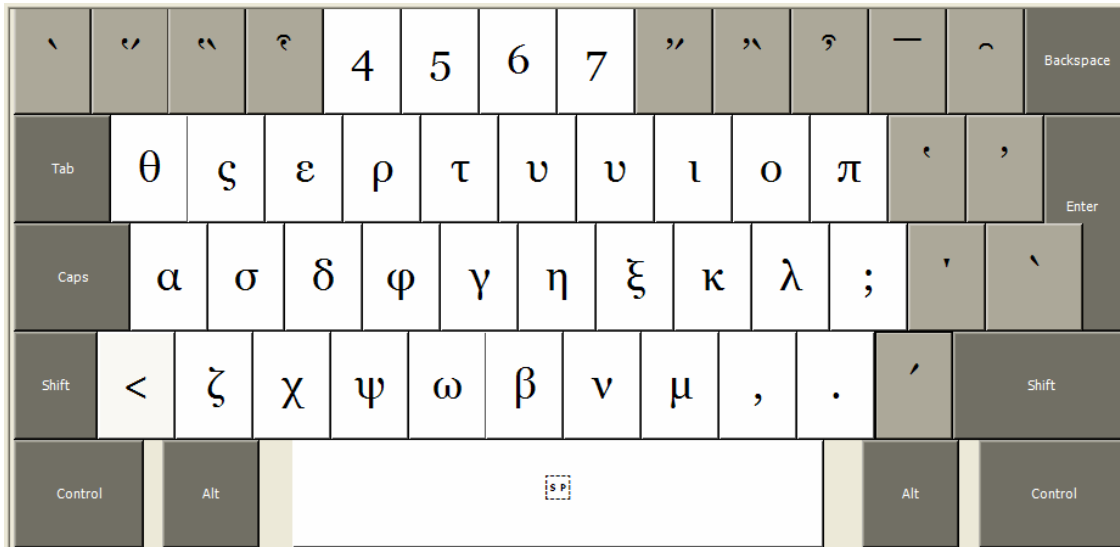 ` ῞ ῝ ῏ 4 5 6 7 ῎ ῍ ῏ ¯ ͡ Backspace
Tab θ ς ε ρ τ υ υ ι ο π ῾ ᾿ Enter
Caps α σ δ φ γ η ξ κ λ ; ' `
Shift < ζ χ ψ ω β ν μ , . ´ Shift
Control Alt SP Alt Control